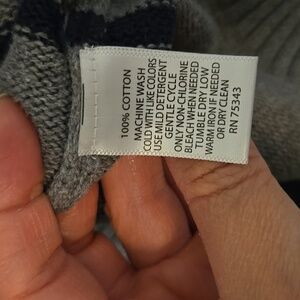 100% COTTON
MACHINE WASH
COLD WITH LIKE COLORS
USE MILD DETERGENT
GENTLE CYCLE
ONLY NON-CHLORINE
BLEACH WHEN NEEDED
TUMBLE DRY LOW
WARM IRON IF NEEDED
OR DRY CLEAN
RN 75343